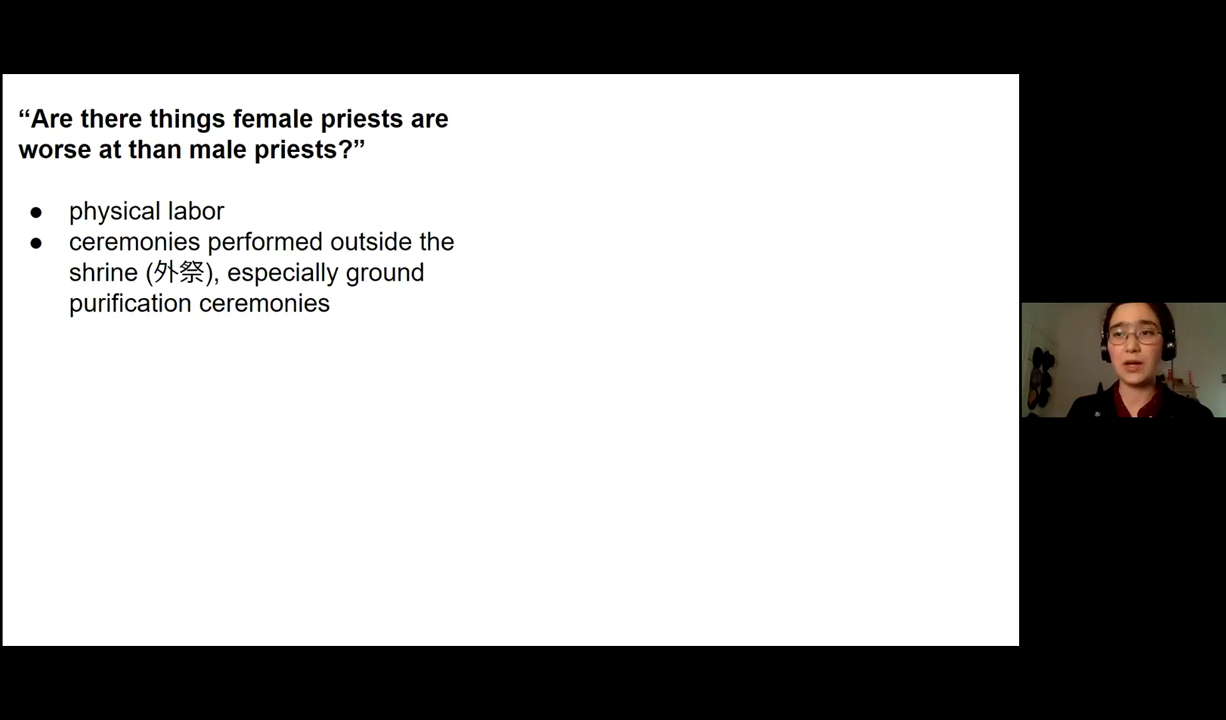 “Are there things female priests are
worse at than male priests?”
● physical labor
● ceremonies performed outside the
shrine (外祭), especially ground
purification ceremonies